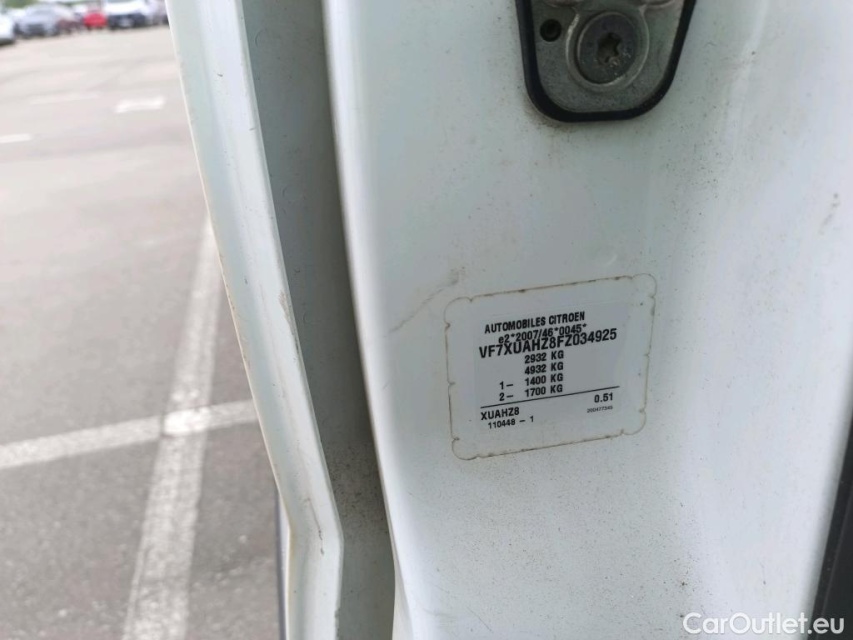 AUTOMOBILES CITROEN
e2*2007/46*0045*
VF7XUAHZ8FZ034925
2932 KG
4932 KG
1- 1400 KG
2- 1700 KG
XUAHZ8 0.51
110448 - 1
CarOutlet.eu